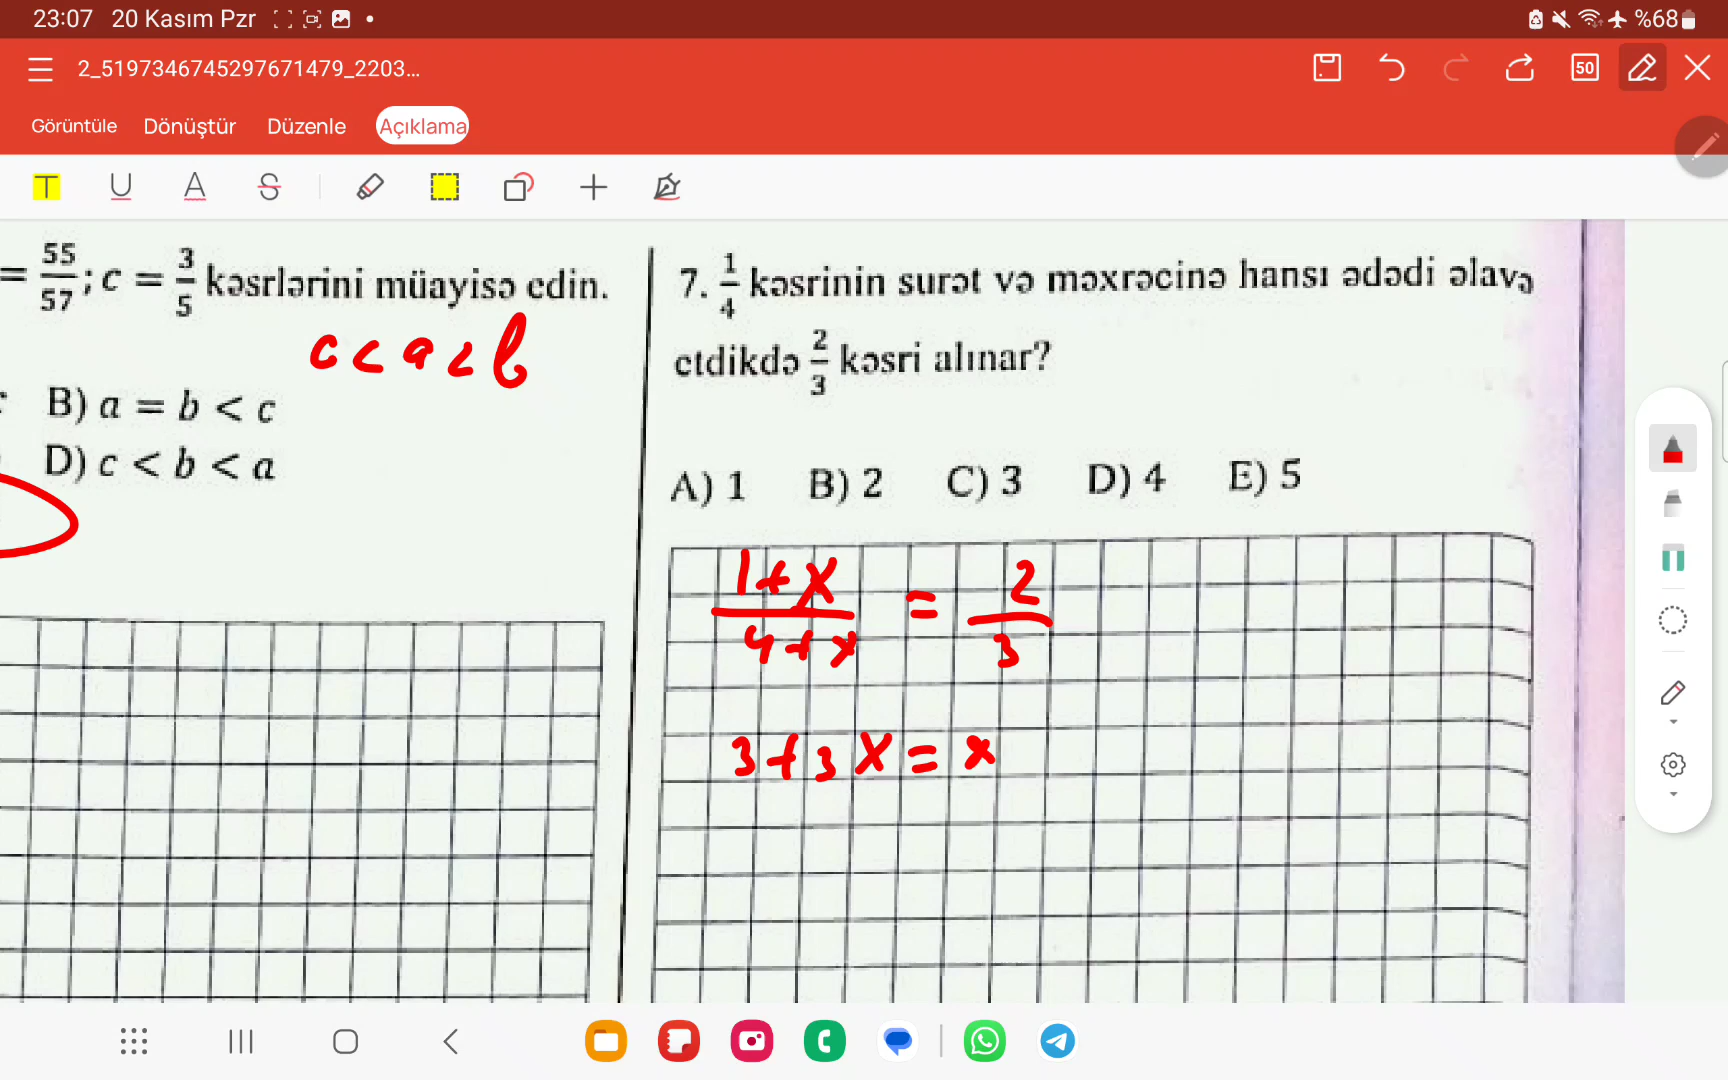 23:07 20 Kasım Pzr
%68
2_5197346745297671479_2203...
50
Görüntüle Dönüştür Düzenle Açıklama
= 55/57; c = 3/5 kəsrlərini müayisə edin.
c < a < b
B) a = b < c
D) c < b < a
7. 1/4 kəsrinin surət və məxrəcinə hansı ədədi əlavə
etdikdə 2/3 kəsri alınar?
A) 1 B) 2 C) 3 D) 4 E) 5
1+x/4+x = 2/3
3+3x=x